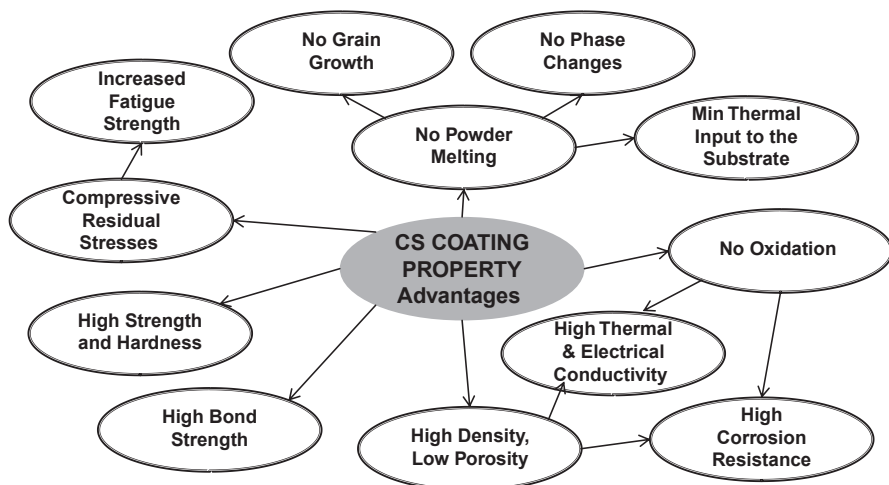 No Grain
Growth
No Phase
Changes
Increased
Fatigue
Strength
No Powder
Melting
Min Thermal
Input to the
Substrate
Compressive
Residual
Stresses
CS COATING
PROPERTY
Advantages
No Oxidation
High Strength
and Hardness
High Thermal
& Electrical
Conductivity
High Bond
Strength
High Density,
Low Porosity
High
Corrosion
Resistance